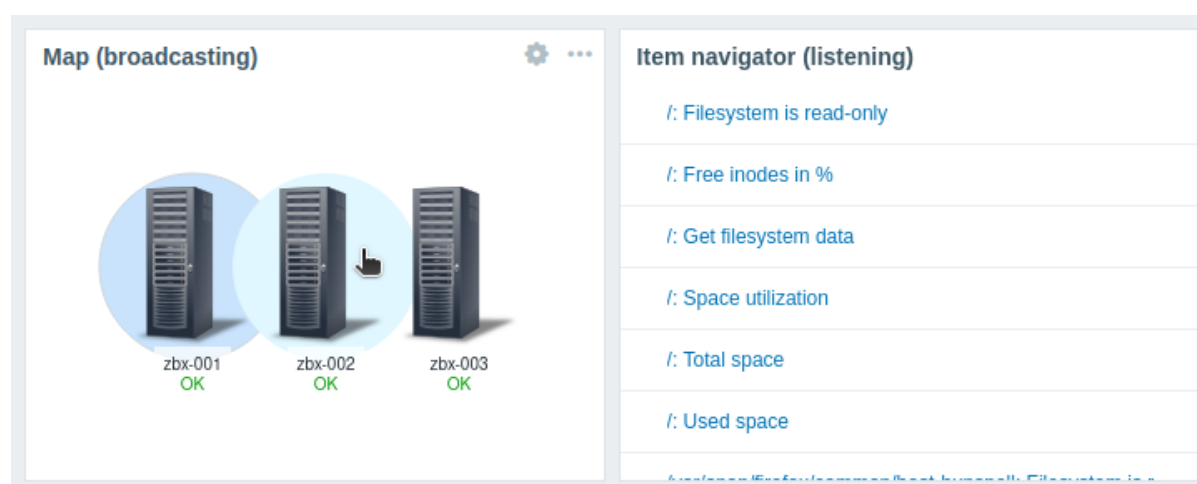 Map (broadcasting)
zbx-001
OK
zbx-002
OK
zbx-003
OK
Item navigator (listening)
/: Filesystem is read-only
/: Free inodes in %
/: Get filesystem data
/: Space utilization
/: Total space
/: Used space